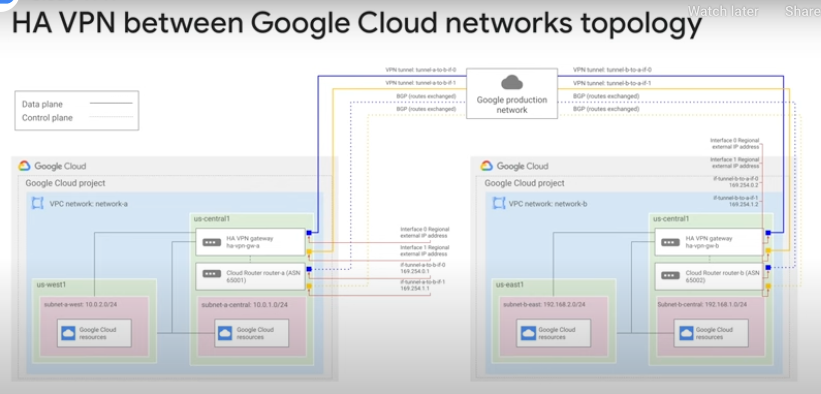 Watch later
Share
HA VPN between Google Cloud networks topology
VPN tunnel: tunnel-a-to-b-if-0
VPN tunnel: tunnel-a-to-b-if-1
BGP (routes exchanged)
BGP (routes exchanged)
Google production
network
VPN tunnel: tunnel-b-to-a-if-0
VPN tunnel: tunnel-b-to-a-if-1
BGP (routes exchanged)
BGP (routes exchanged)
Data plane
Control plane
Google Cloud
Google Cloud project
VPC network: network-a
us-central1
HA VPN gateway
ha-vpn-gw-a
Cloud Router router-a (ASN
65001)
us-west1
subnet-a-west: 10.0.2.0/24
Google Cloud
resources
subnet-a-central: 10.0.1.0/24
Google Cloud
resources
Interface 0 Regional
external IP address
Interface 1 Regional
external IP address
if-tunnel-a-to-b-if-0
169.254.0.1
if-tunnel-a-to-b-if-1
169.254.1.1
Google Cloud
Google Cloud project
VPC network: network-b
Interface 0 Regional
external IP address
Interface 1 Regional
external IP address
if-tunnel-b-to-a-if-0
169.254.0.2
if-tunnel-b-to-a-if-1
169.254.1.2
us-central1
HA VPN gateway
ha-vpn-gw-b
Cloud Router router-b (ASN
65002)
us-east1
subnet-b-east: 192.168.2.0/24
Google Cloud
resources
Subnet-b-central: 192.168.1.0/24
Google Cloud
resources